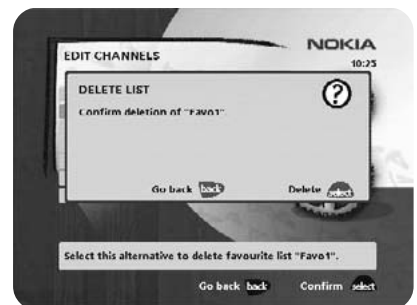 NOKIA
EDIT CHANNELS
10:25
DELETE LIST
?
Confirm deletion of "Favo1".
Go back back Delete select
Select this alternative to delete favourite list "Favo1".
Go back back Confirm select